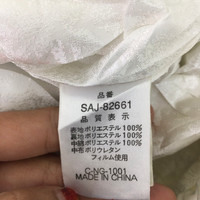 品番
SAJ-82661
品質表示
表地ポリエステル100%
裏地ポリエステル100%
中綿ポリエステル100%
中布ポリウレタン
フィルム使用
C-NG-1001
MADE IN CHINA